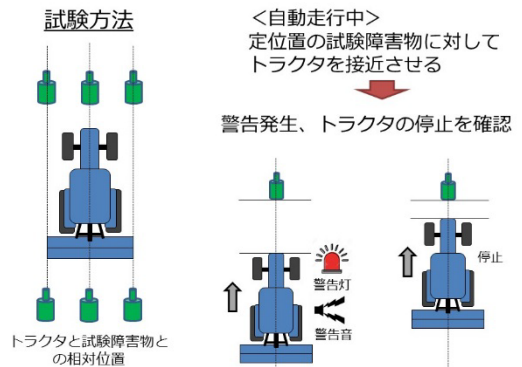 試験方法
トラクタと試験障害物と
の相対位置
<自動走行中>
定位置の試験障害物に対して
トラクタを接近させる
警告発生、トラクタの停止を確認
警告灯
警告音
停止